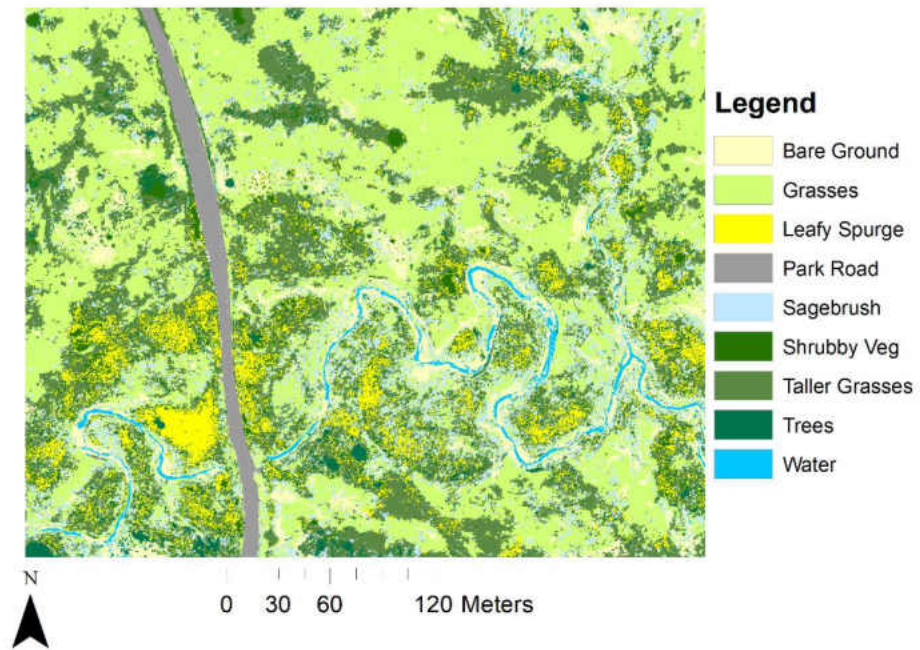 Legend
Bare Ground
Grasses
Leafy Spurge
Park Road
Sagebrush
Shrubby Veg
Taller Grasses
Trees
Water
N
0 30 60 120 Meters